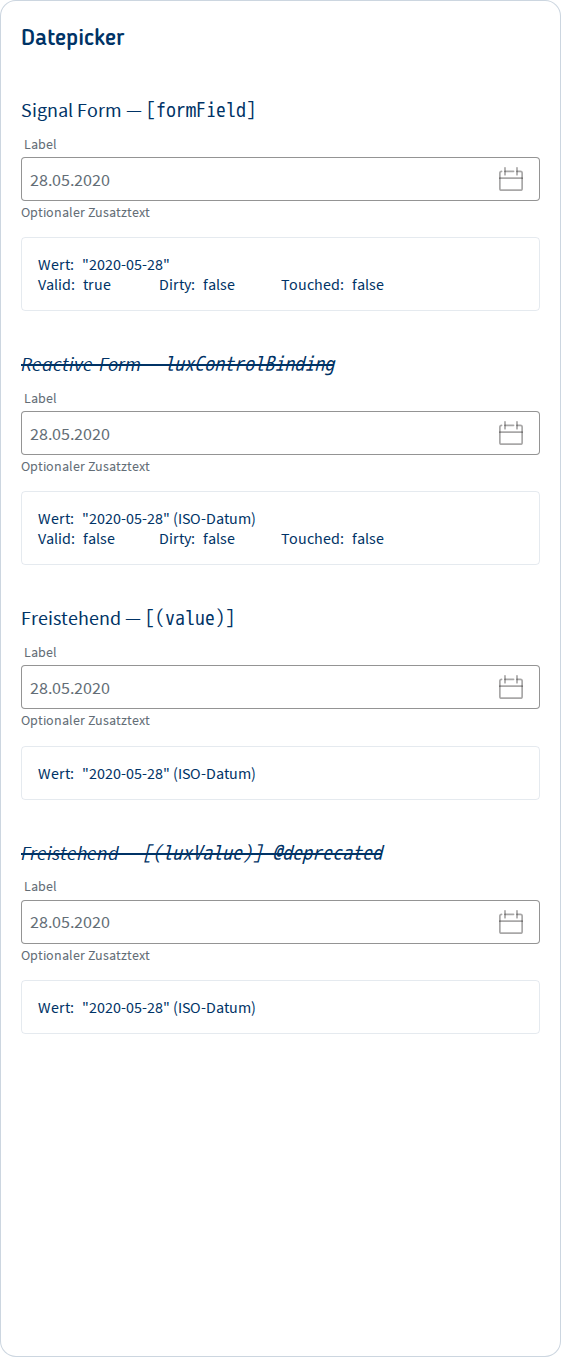 Datepicker
Signal Form — [formField]
Label
28.05.2020
Optionaler Zusatztext
Wert: "2020-05-28"
Valid: true Dirty: false Touched: false
Reactive Form — luxControlBinding
Label
28.05.2020
Optionaler Zusatztext
Wert: "2020-05-28" (ISO-Datum)
Valid: false Dirty: false Touched: false
Freistehend — [(value)]
Label
28.05.2020
Optionaler Zusatztext
Wert: "2020-05-28" (ISO-Datum)
Freistehend — [(luxValue)] @deprecated
Label
28.05.2020
Optionaler Zusatztext
Wert: "2020-05-28" (ISO-Datum)